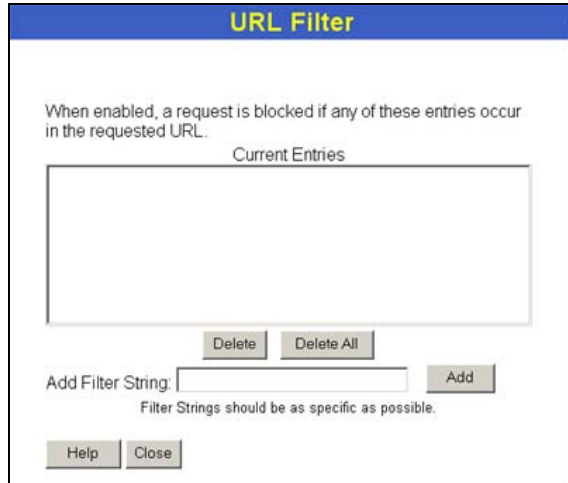 URL Filter
When enabled, a request is blocked if any of these entries occur
in the requested URL.
Current Entries
Delete Delete All
Add Filter String: Add
Filter Strings should be as specific as possible.
Help Close